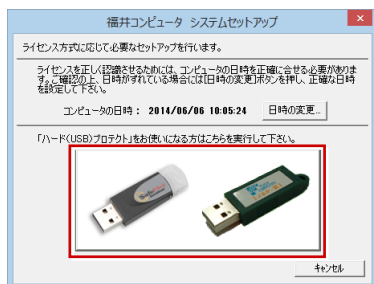 福井コンピュータ システムセットアップ
ライセンス方式に応じて必要なセットアップを行います。
ライセンスを正しく認識させるためには、コンピュータの日時を正確に合せる必要がありま
す。ご確認の上、日時がずれている場合には[日時の変更]ボタンを押し、正確な日時
を設定して下さい。
コンピュータの日時： 2014/06/06 10:05:24 日時の変更..
「ハード(USB)プロテクト」をお使いになる方はこちらを実行して下さい。
キャンセル